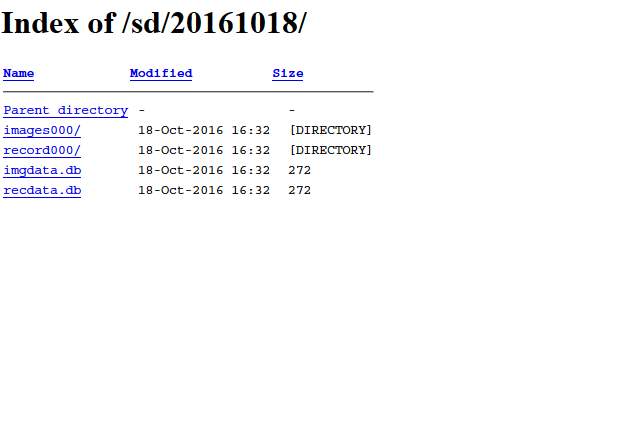 Index of /sd/20161018/
Name Modified Size
Parent directory - -
images000/ 18-Oct-2016 16:32 [DIRECTORY]
record000/ 18-Oct-2016 16:32 [DIRECTORY]
imgdata.db 18-Oct-2016 16:32 272
recdata.db 18-Oct-2016 16:32 272